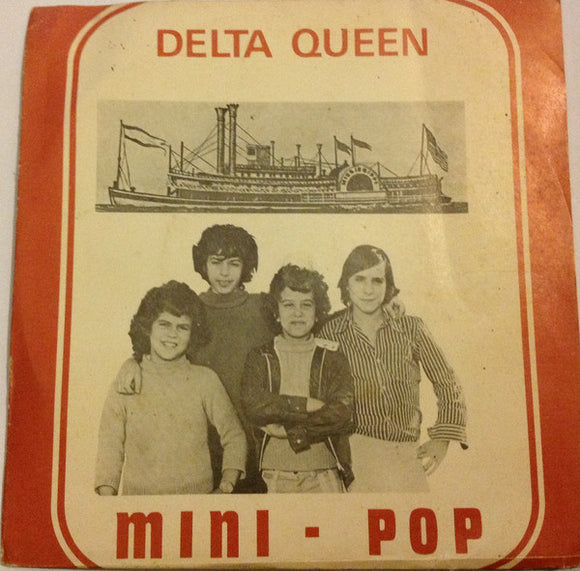 DELTA QUEEN
mini - POP